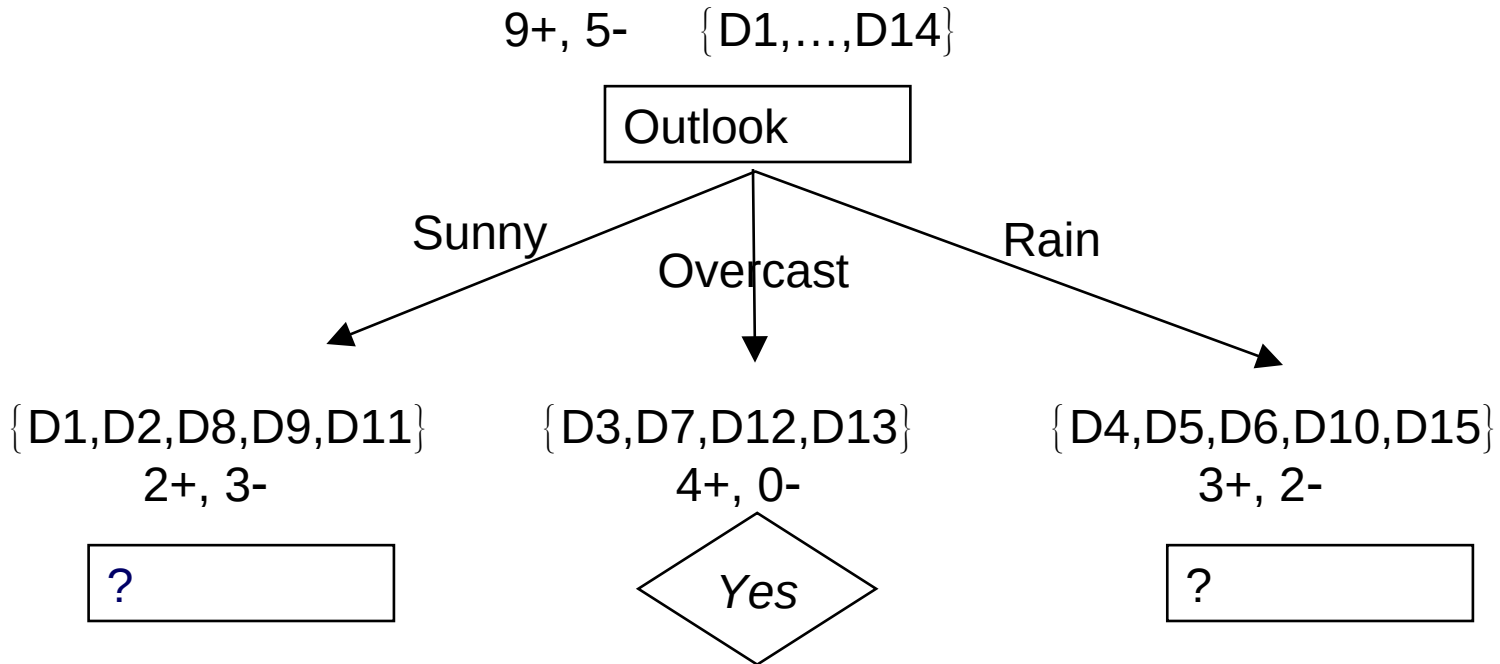 9+, 5- {D1,…,D14}
Outlook
Sunny
Overcast
Rain
{D1,D2,D8,D9,D11}
2+, 3-
{D3,D7,D12,D13}
4+, 0-
{D4,D5,D6,D10,D15}
3+, 2-
?
Yes
?